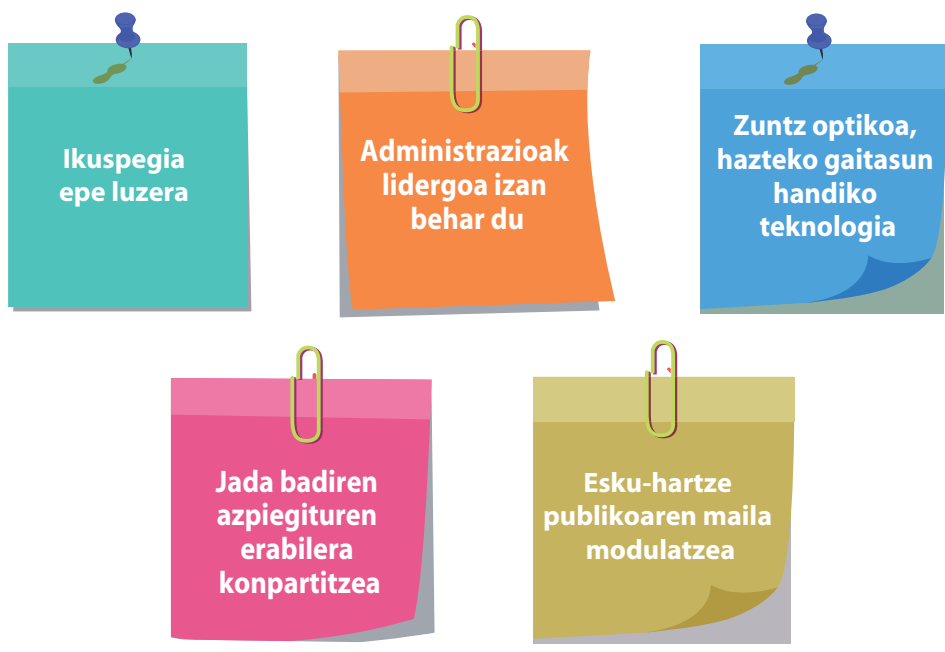 Ikuspegia
epe luzera
Administrazioak
lidergoa izan
behar du
Zuntz optikoa,
hazteko gaitasun
handiko
teknologia
Jada badiren
azpiegituren
erabilera
konpartitzea
Esku-hartze
publikoaren maila
modulatzea